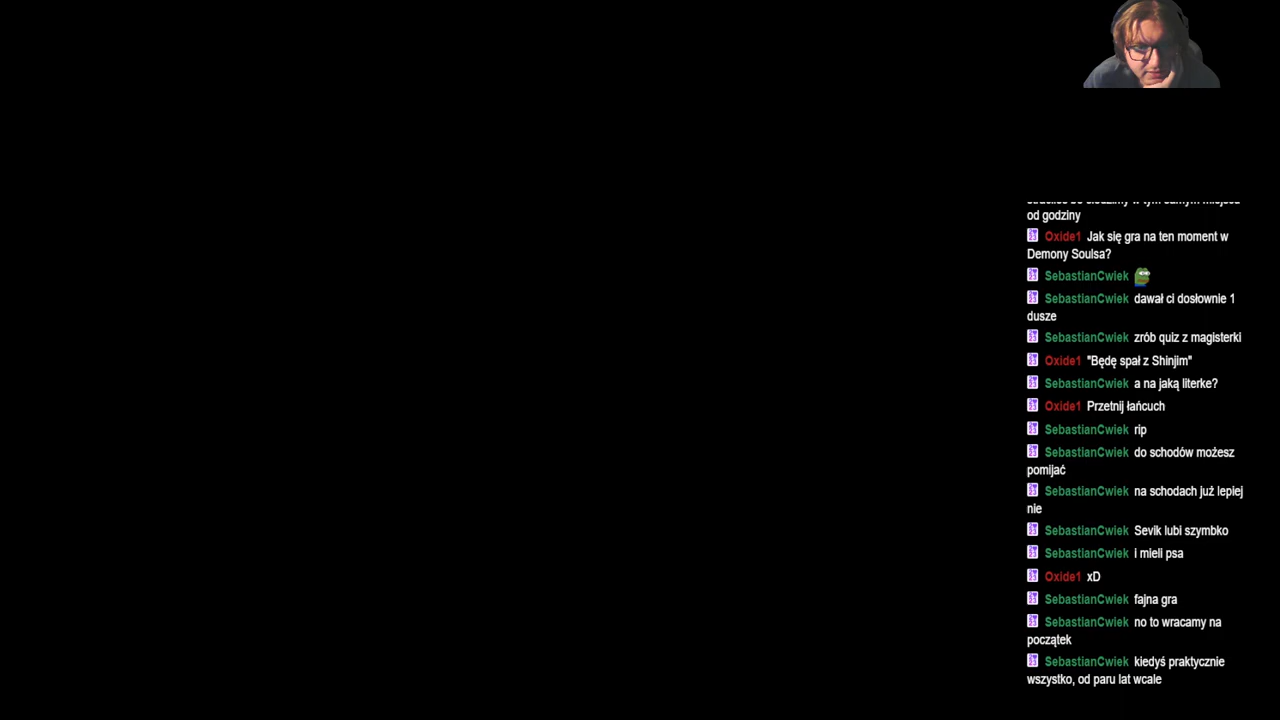 od godziny
Oxide1 Jak się gra na ten moment w
Demony Soulsa?
SebastianCwiek
SebastianCwiek dawał ci dosłownie 1
dusze
SebastianCwiek zrób quiz z magisterki
Oxide1 "Będę spał z Shinjim"
SebastianCwiek a na jaką literke?
Oxide1 Przetnij łańcuch
SebastianCwiek rip
SebastianCwiek do schodów możesz
pomijać
SebastianCwiek na schodach już lepiej
nie
SebastianCwiek Sevik lubi szymbko
SebastianCwiek i mieli psa
Oxide1 xD
SebastianCwiek fajna gra
SebastianCwiek no to wracamy na
początek
SebastianCwiek kiedyś praktycznie
wszystko, od paru lat wcale